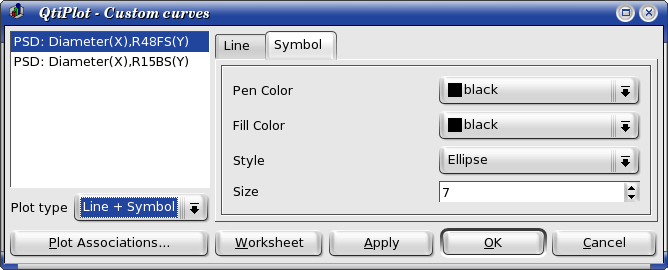 QtiPlot - Custom curves
PSD: Diameter(X),R48FS(Y)
PSD: Diameter(X),R15BS(Y)
Plot type Line + Symbol
Line Symbol
Pen Color black
Fill Color black
Style Ellipse
Size 7
Plot Associations... Worksheet Apply OK Cancel